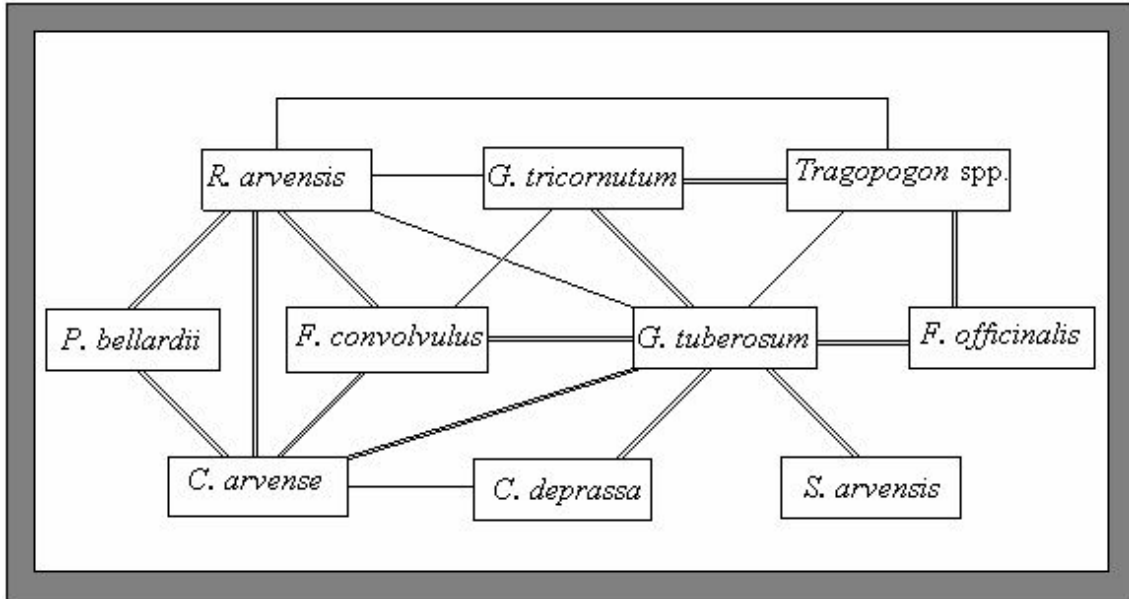 R. arvensis
G. tricornutum
Tragopogon spp.
P. bellardii
F. convolvulus
G. tuberosum
F. officinalis
C. arvense
C. deprassa
S. arvensis